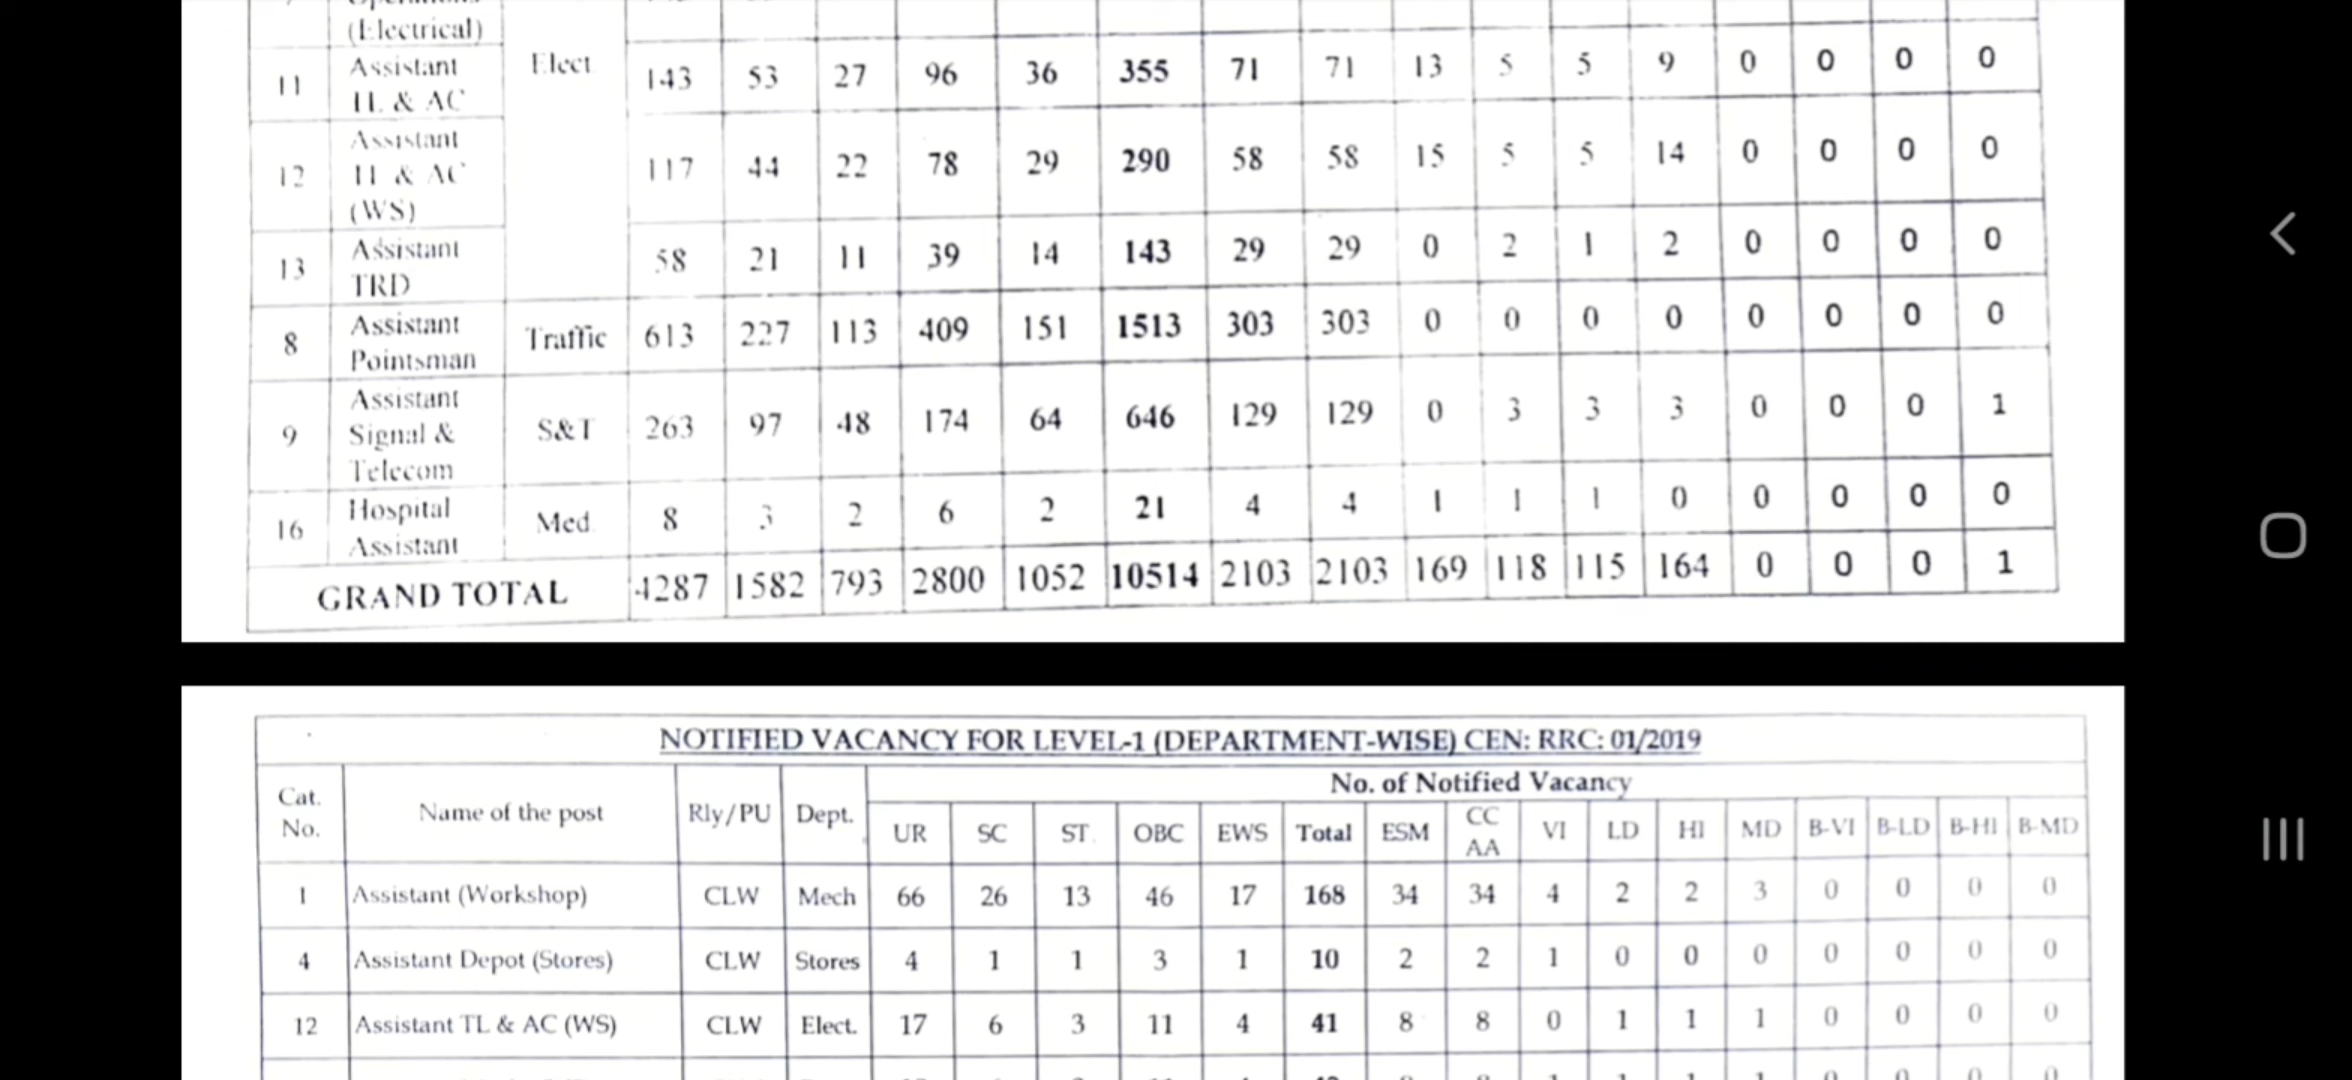 (Electrical)
11 Assistant TL & AC Elect 143 53 27 96 36 355 71 71 13 5 5 9 0 0 0 0
12 Assistant TL & AC (WS) 117 44 22 78 29 290 58 58 15 5 5 14 0 0 0 0
13 Assistant TRD 58 21 11 39 14 143 29 29 0 2 1 2 0 0 0 0
8 Assistant Pointsman Traffic 613 227 113 409 151 1513 303 303 0 0 0 0 0 0 0 0
9 Assistant Signal & Telecom S&T 263 97 48 174 64 646 129 129 0 3 3 3 0 0 0 1
16 Hospital Assistant Med 8 3 2 6 2 21 4 4 1 1 1 0 0 0 0 0
GRAND TOTAL 4287 1582 793 2800 1052 10514 2103 2103 169 118 115 164 0 0 0 1
NOTIFIED VACANCY FOR LEVEL-1 (DEPARTMENT-WISE) CEN: RRC: 01/2019
No. of Notified Vacancy
Cat. No. Name of the post Rly/PU Dept. UR SC ST OBC EWS Total ESM CC AA VI LD HI MD B-VI B-LD B-HI B-MD
1 Assistant (Workshop) CLW Mech 66 26 13 46 17 168 34 34 4 2 2 3 0 0 0 0
4 Assistant Depot (Stores) CLW Stores 4 1 1 3 1 10 2 2 1 0 0 0 0 0 0 0
12 Assistant TL & AC (WS) CLW Elect. 17 6 3 11 4 41 8 8 0 1 1 1 0 0 0 0